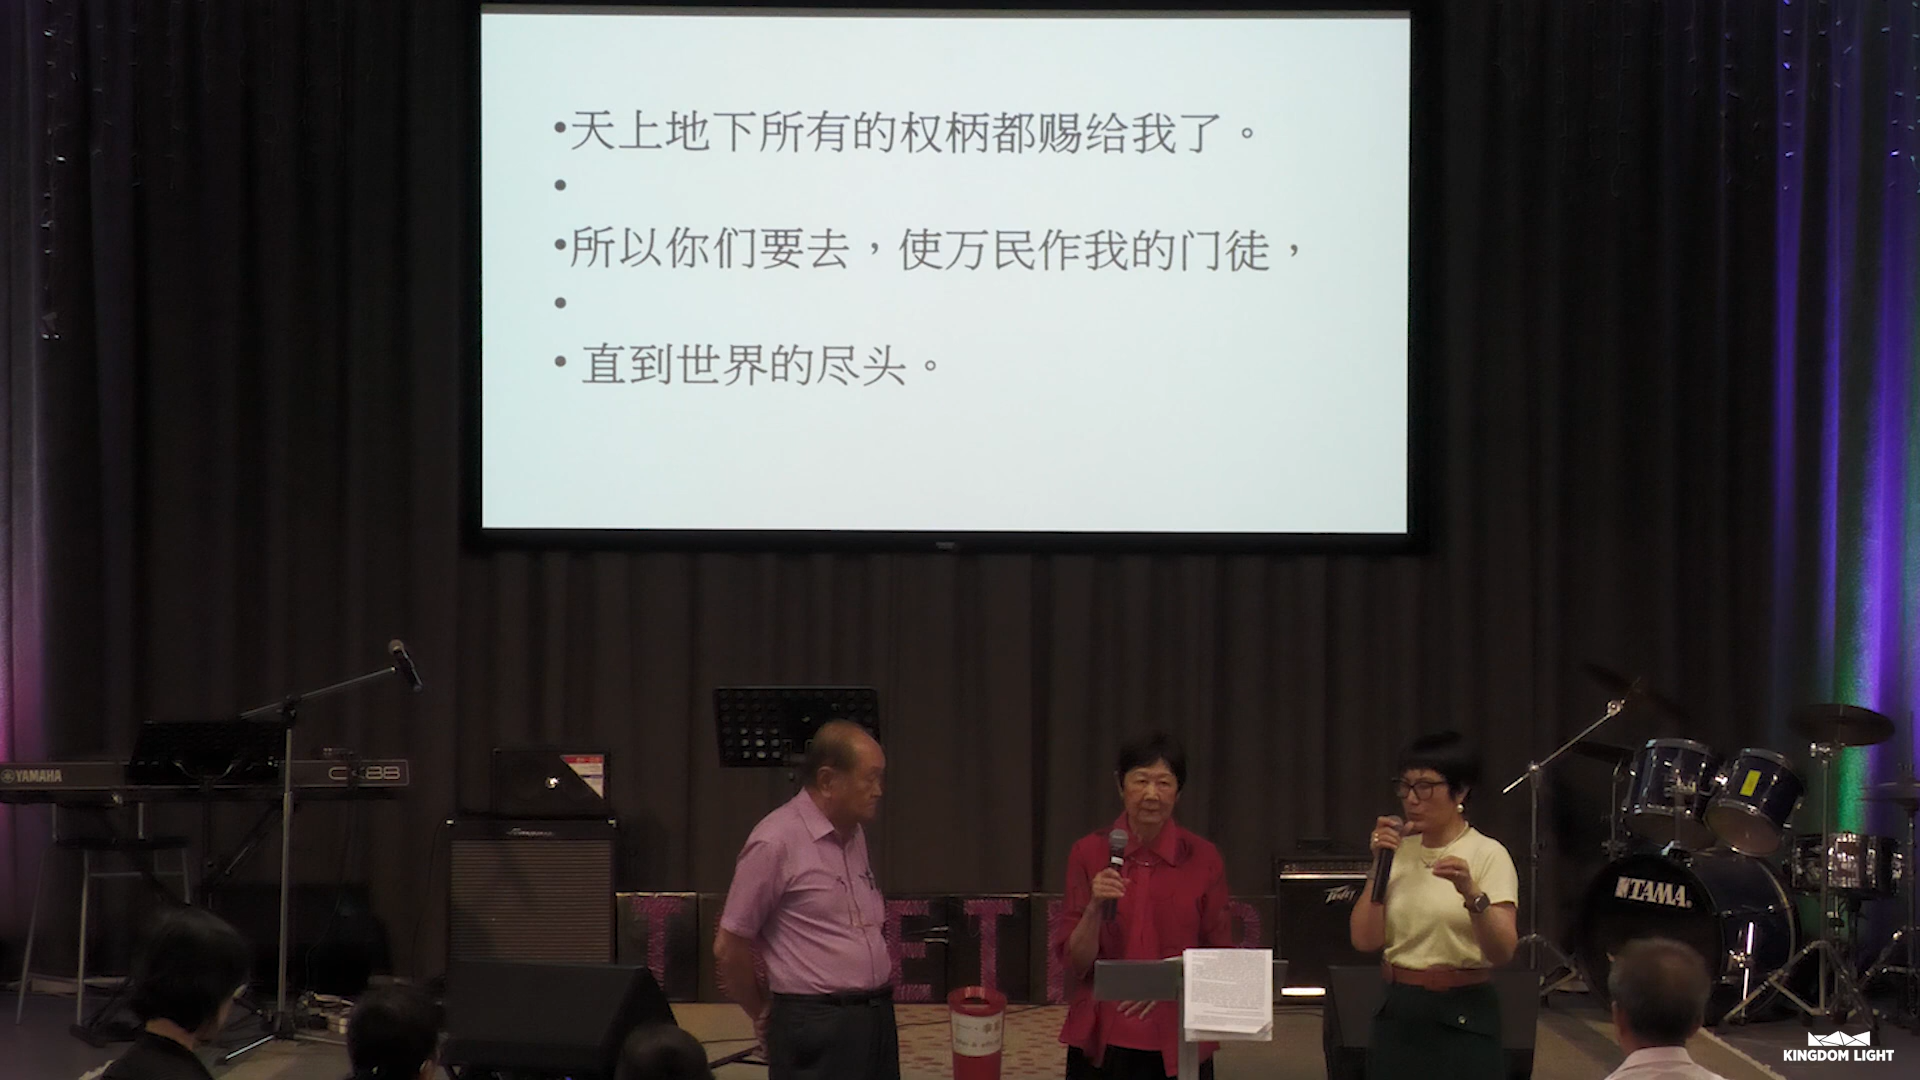 •天上地下所有的权柄都赐给我了。
•
•所以你们要去，使万民作我的门徒，
•
• 直到世界的尽头。
YAMAHA
CK88
Peavey
TAMA
KINGDOM LIGHT